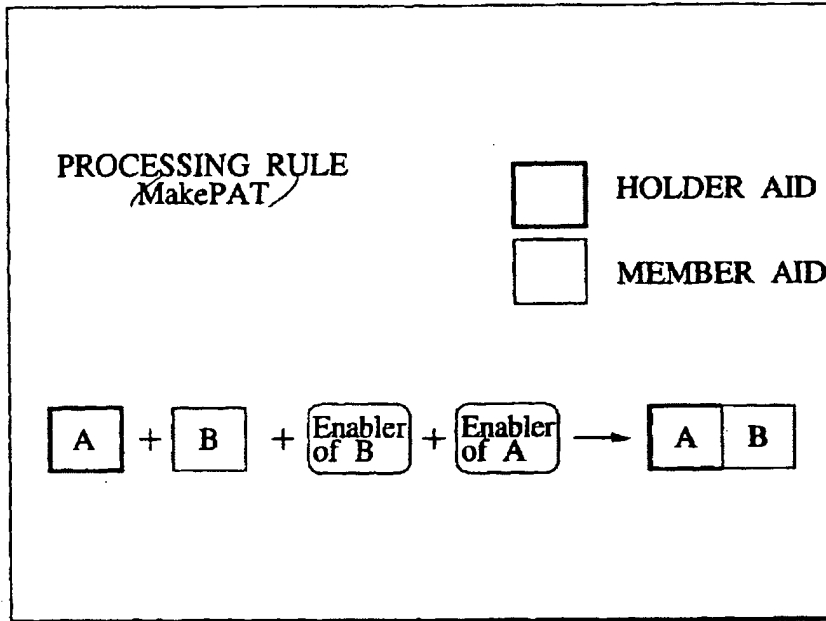 PROCESSING RULE
MakePAT
HOLDER AID
MEMBER AID
A + B + Enabler of B + Enabler of A → A B